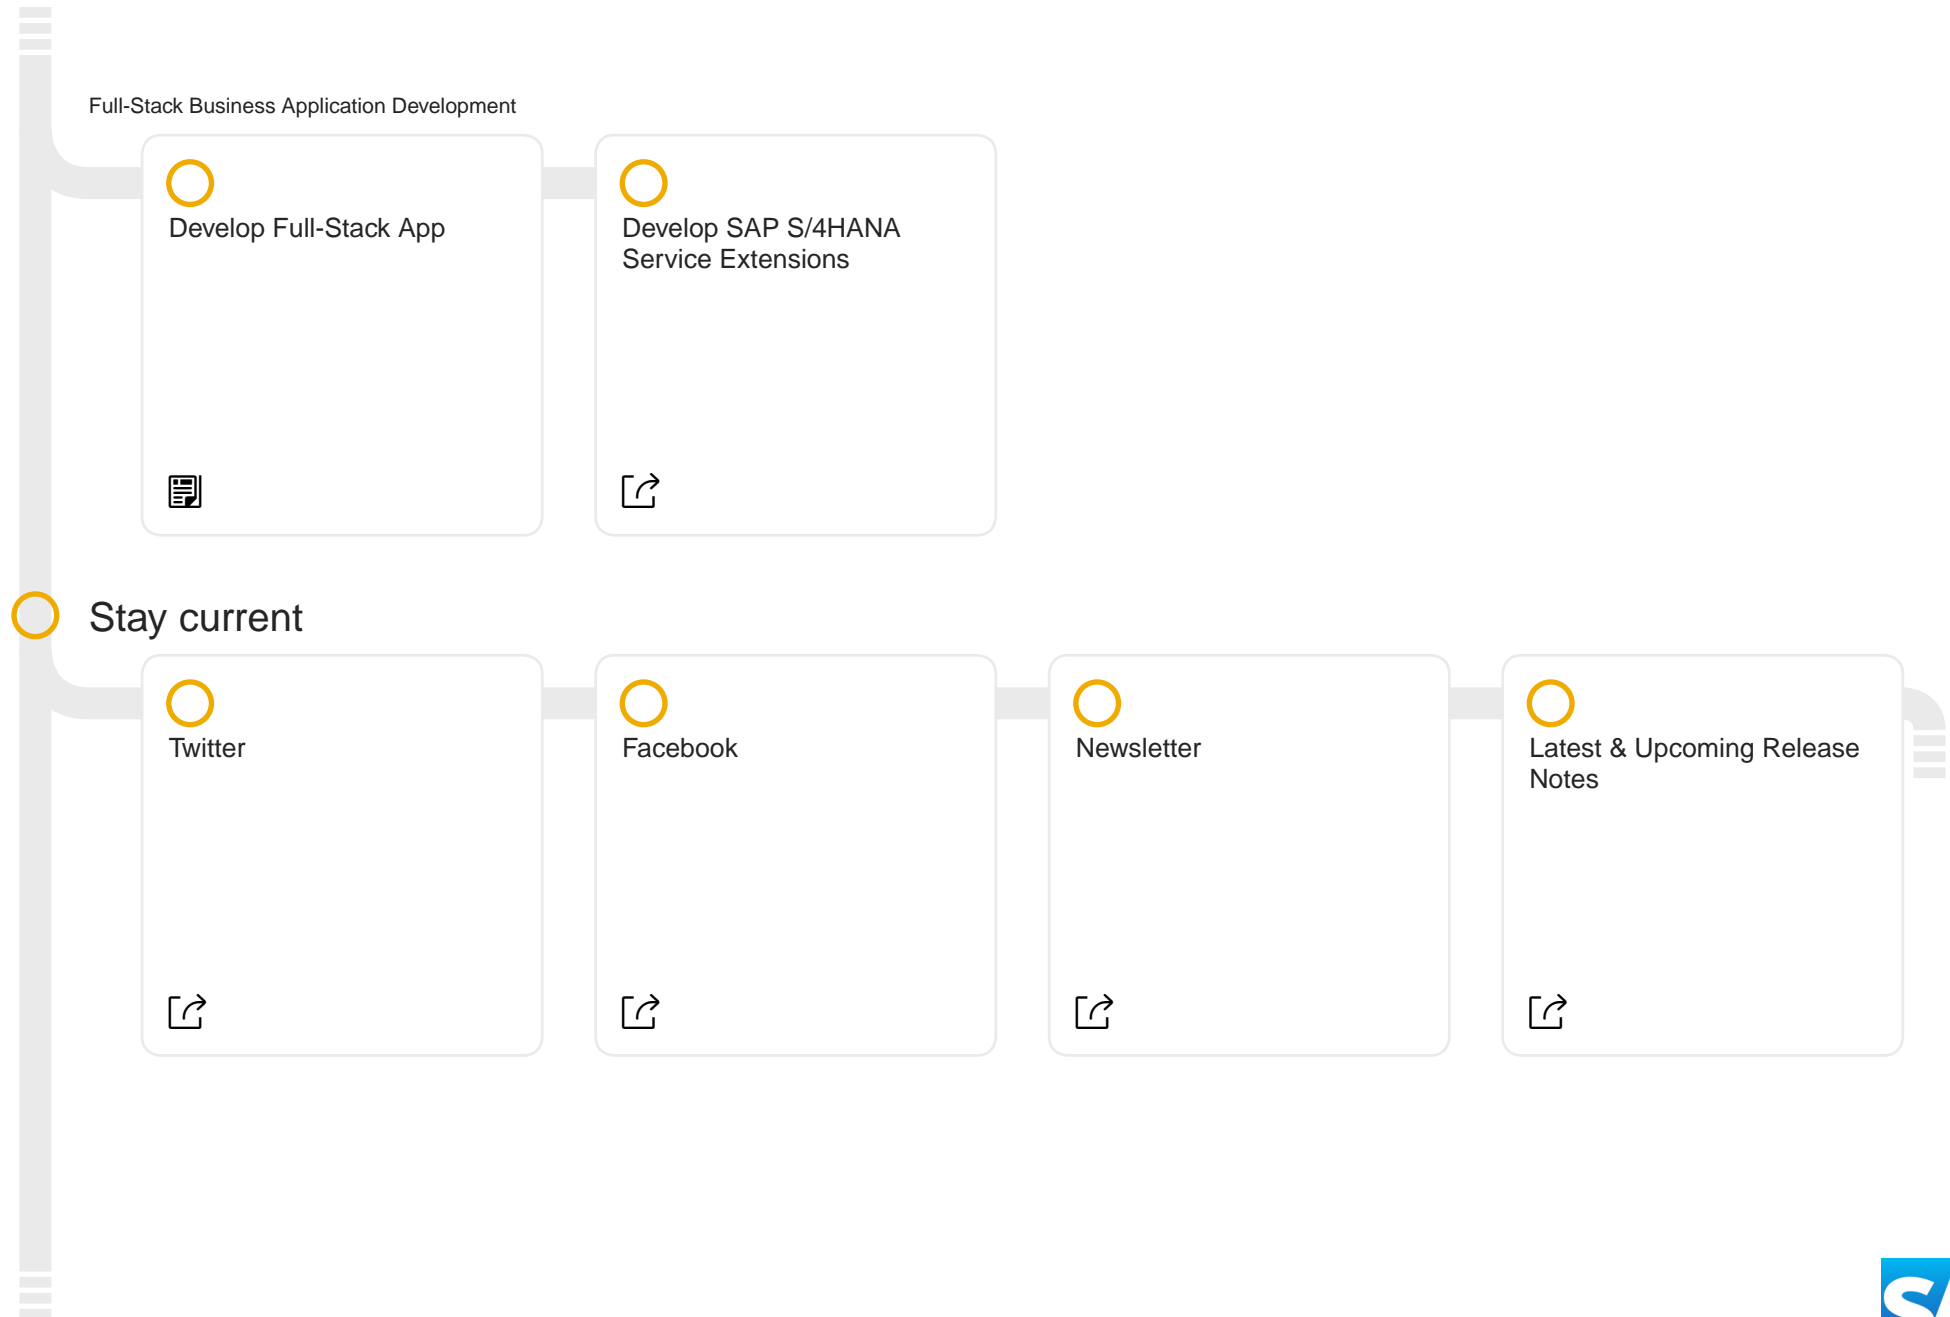 Full-Stack Business Application Development
Develop Full-Stack App
Develop SAP S/4HANA
Service Extensions
Stay current
Twitter
Facebook
Newsletter
Latest & Upcoming Release
Notes